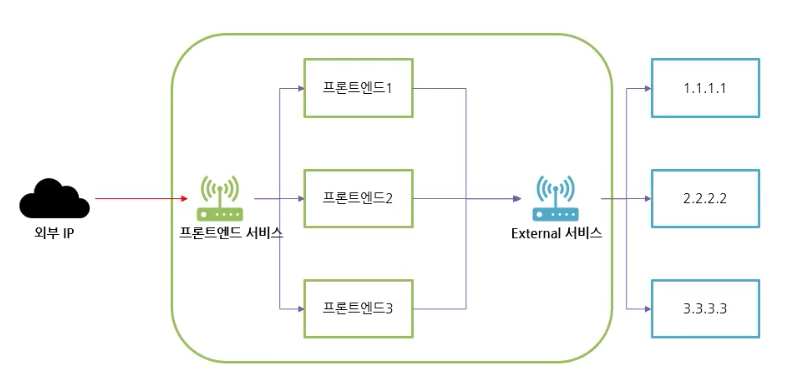 외부 IP
프론트엔드 서비스
프론트엔드1
프론트엔드2
프론트엔드3
External 서비스
1.1.1.1
2.2.2.2
3.3.3.3